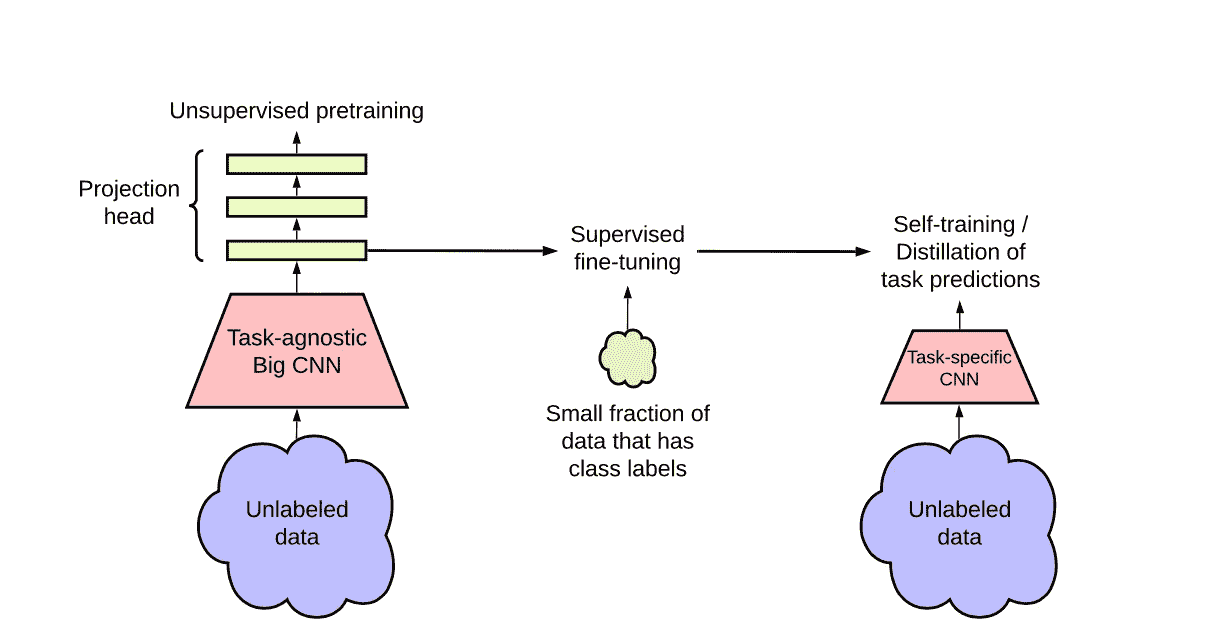 Unsupervised pretraining
Projection
head
Task-agnostic
Big CNN
Unlabeled
data
Supervised
fine-tuning
Small fraction of
data that has
class labels
Self-training /
Distillation of
task predictions
Task-specific
CNN
Unlabeled
data